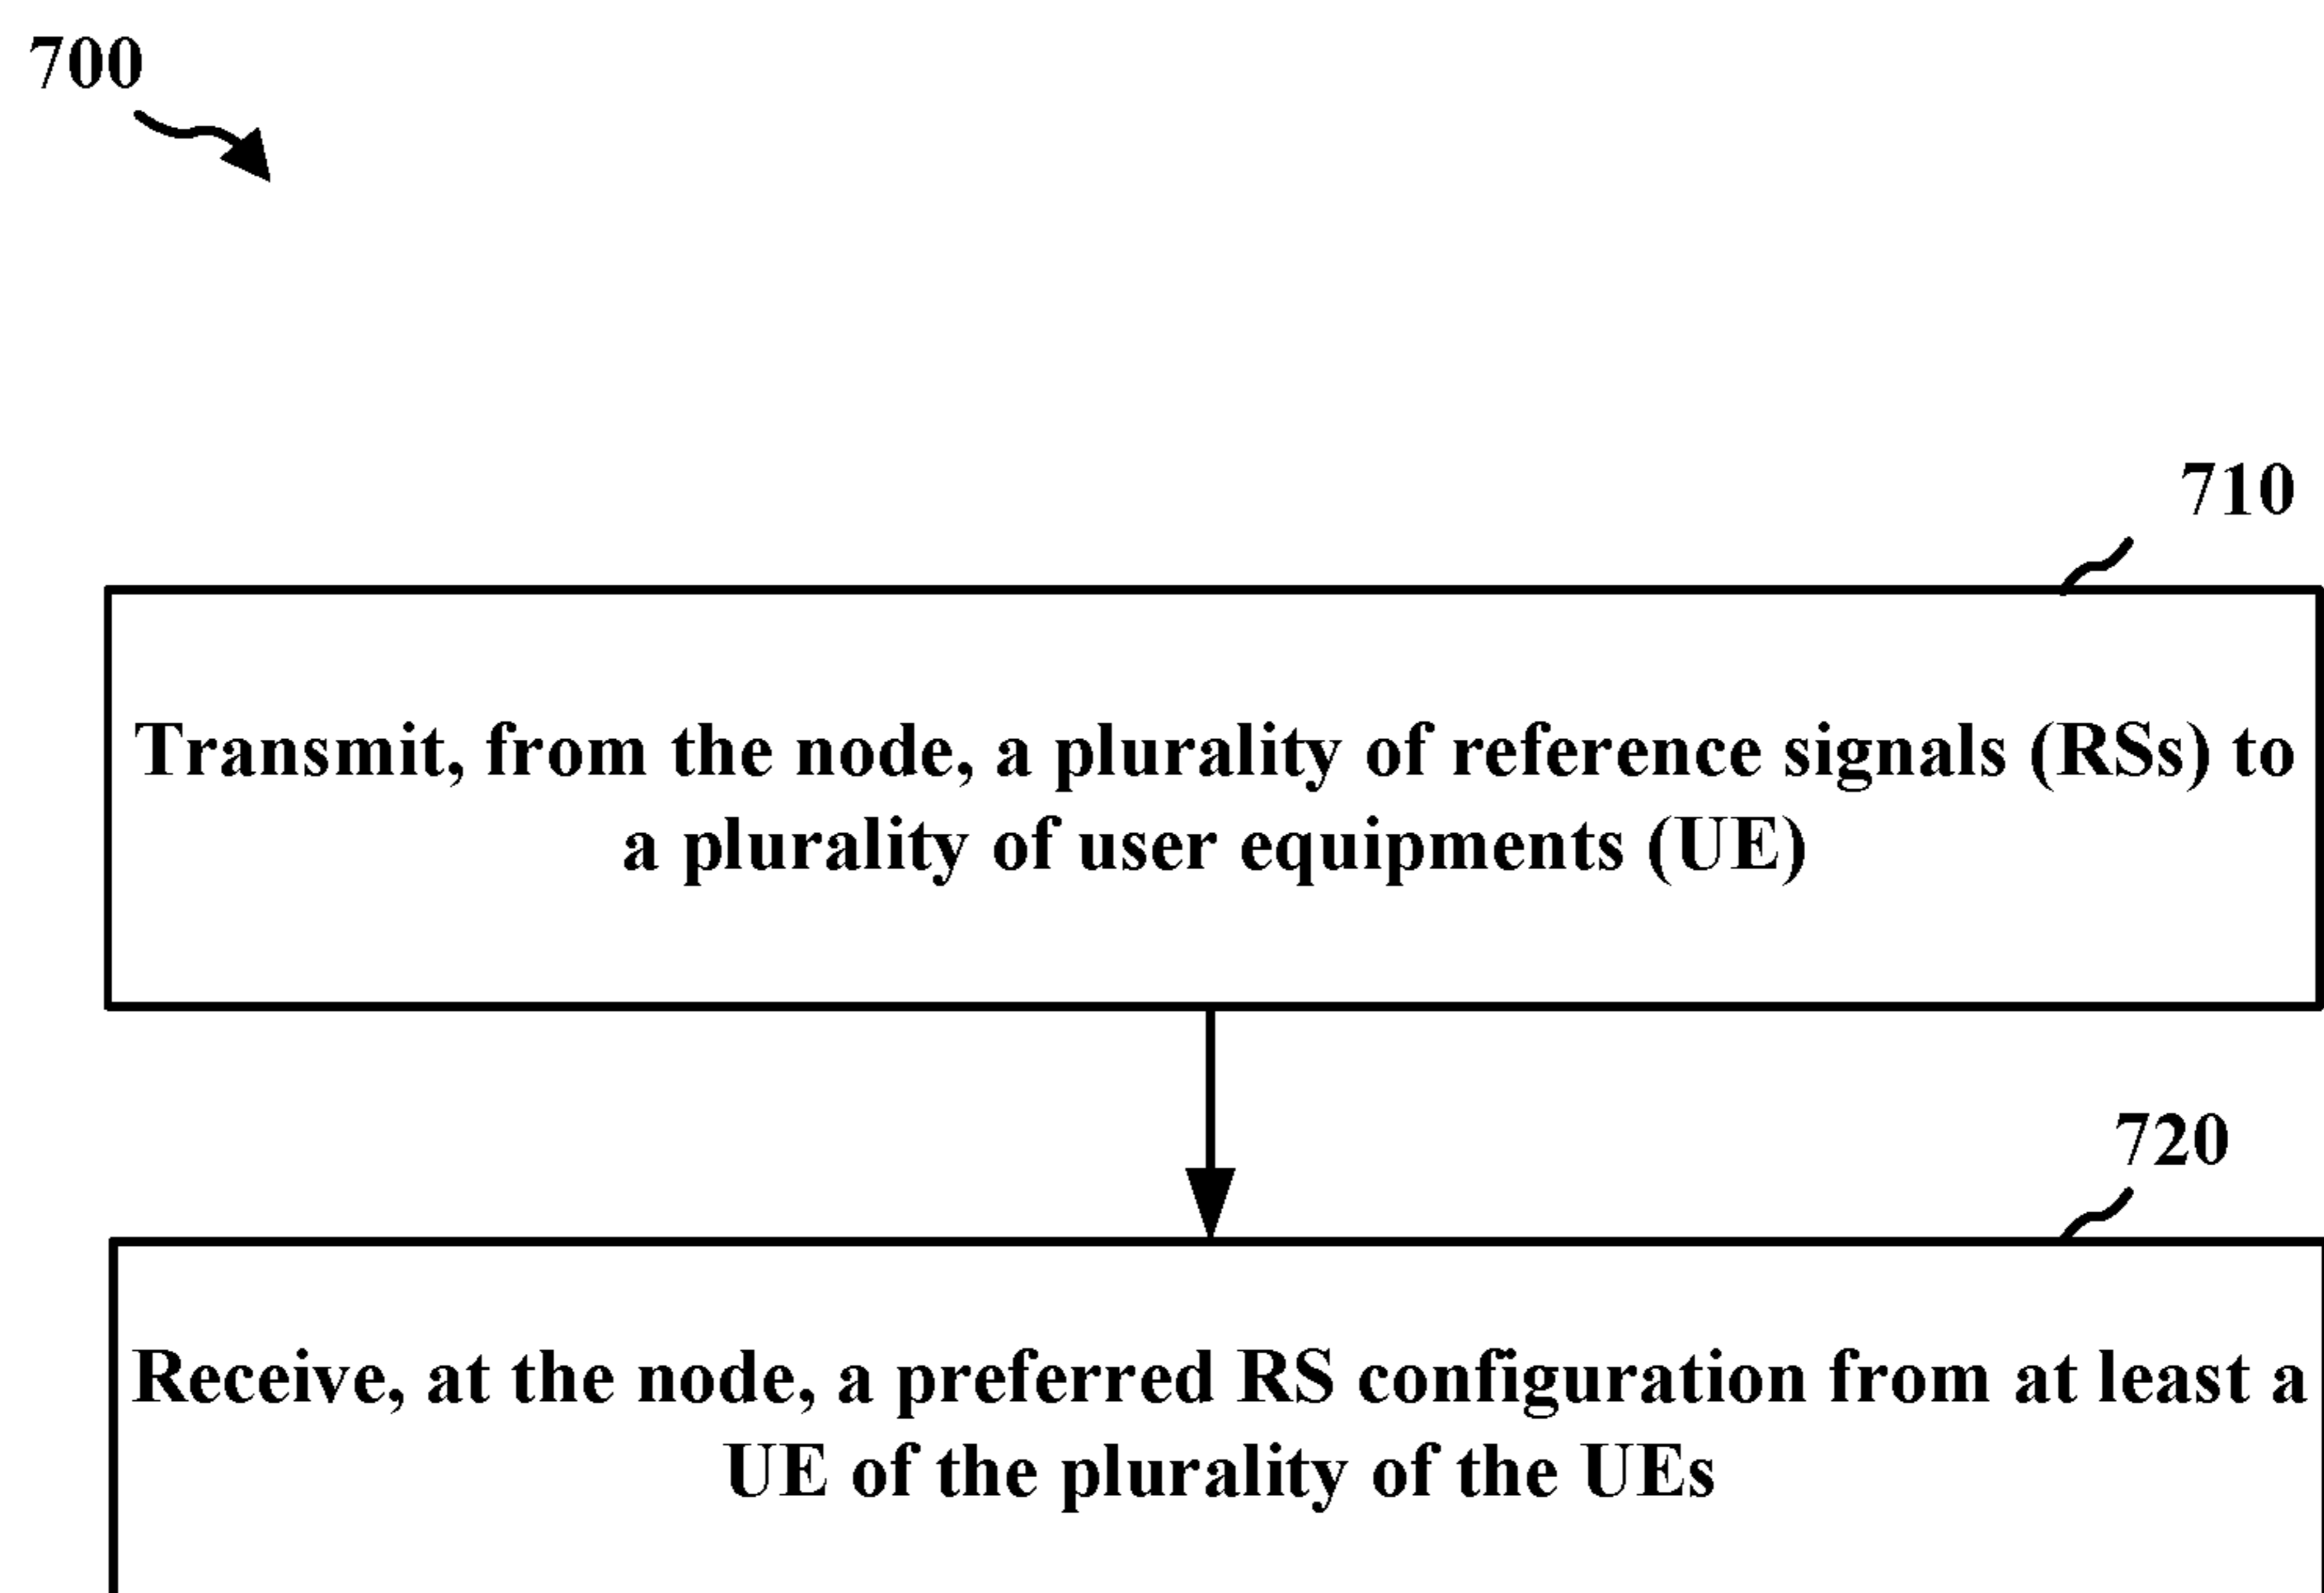 700
710
Transmit, from the node, a plurality of reference signals (RSs) to
a plurality of user equipments (UE)
720
Receive, at the node, a preferred RS configuration from at least a
UE of the plurality of the UEs